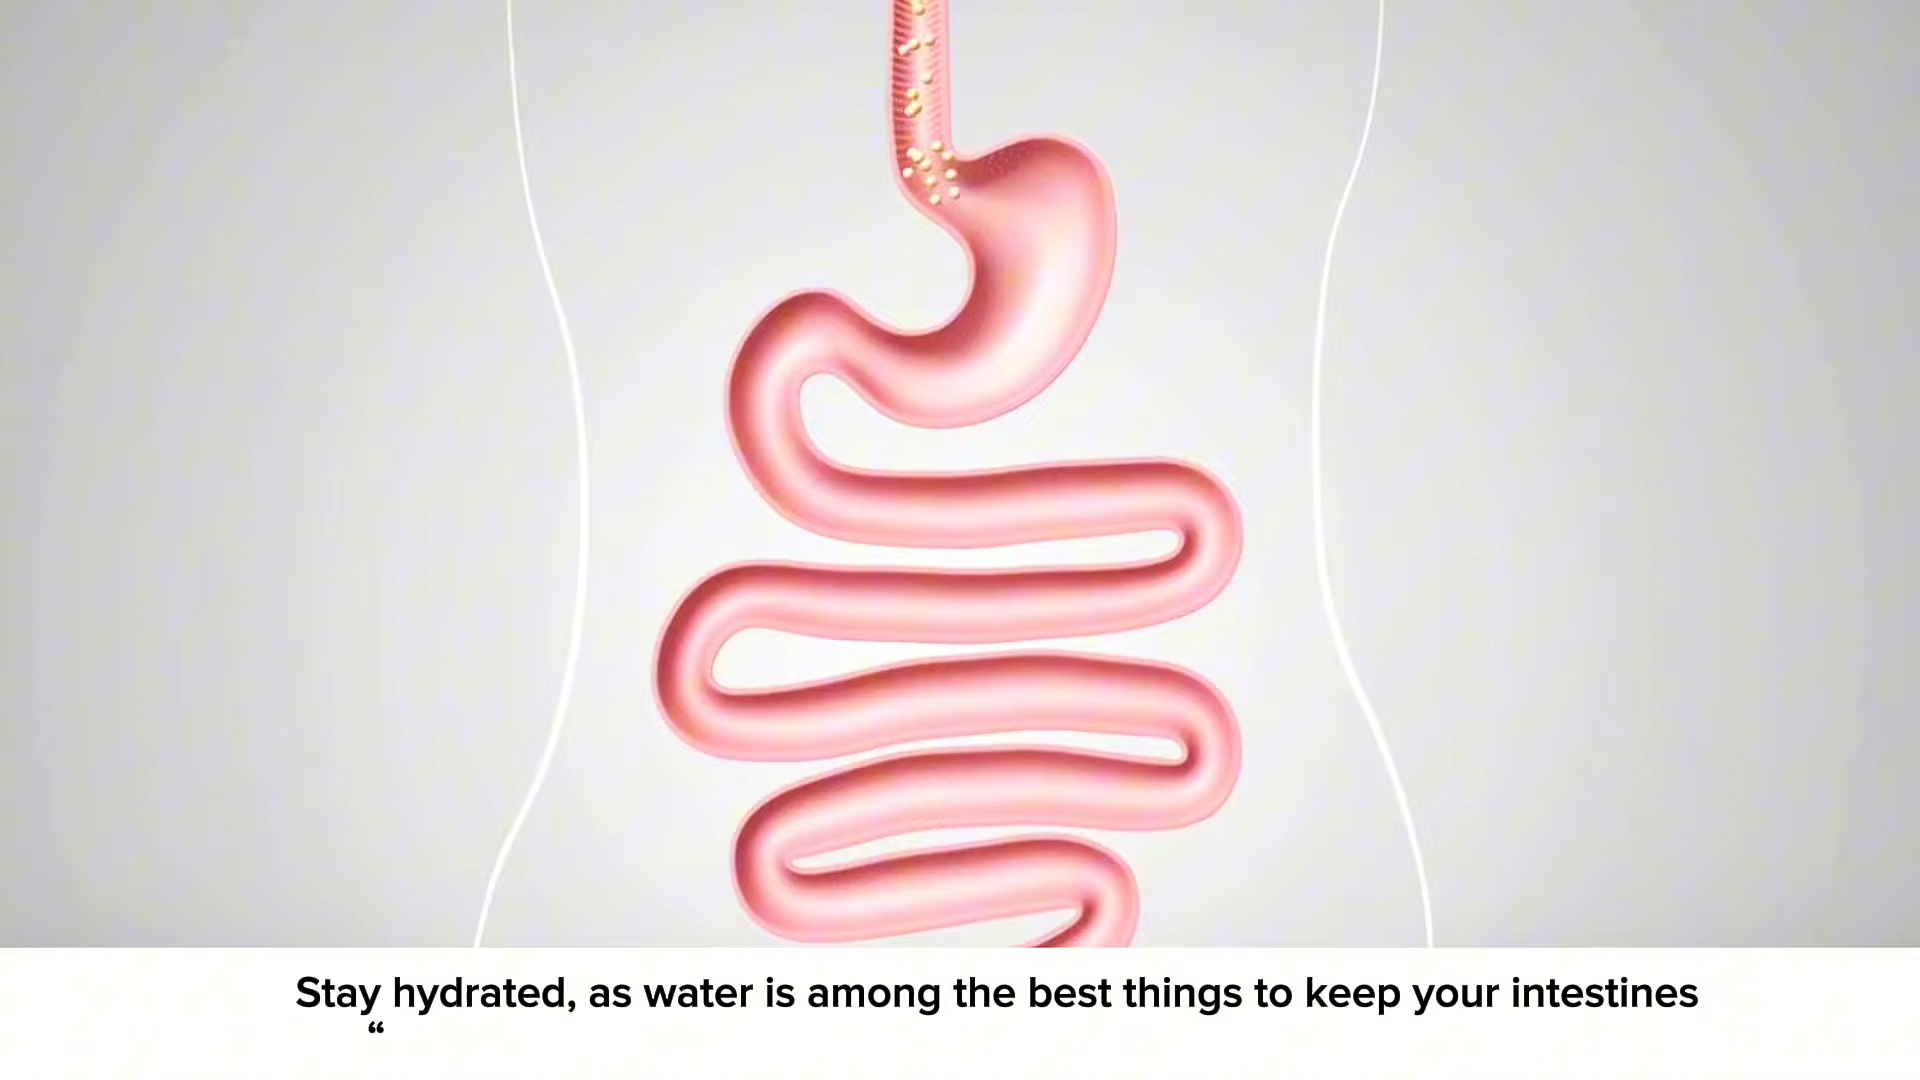 Stay hydrated, as water is among the best things to keep your intestines
“